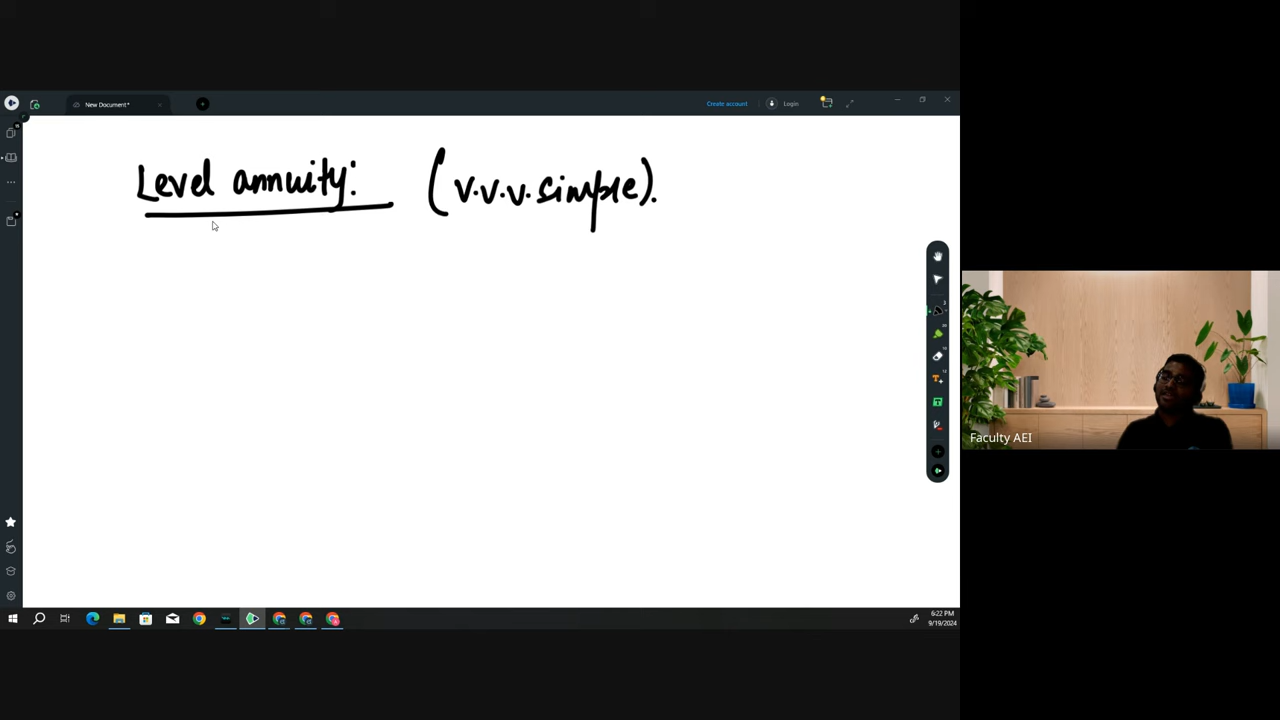 New Document*
Create account
Login
Level annuity: (v.v.v.simple).
Faculty AEI
6:22 PM
9/19/2024